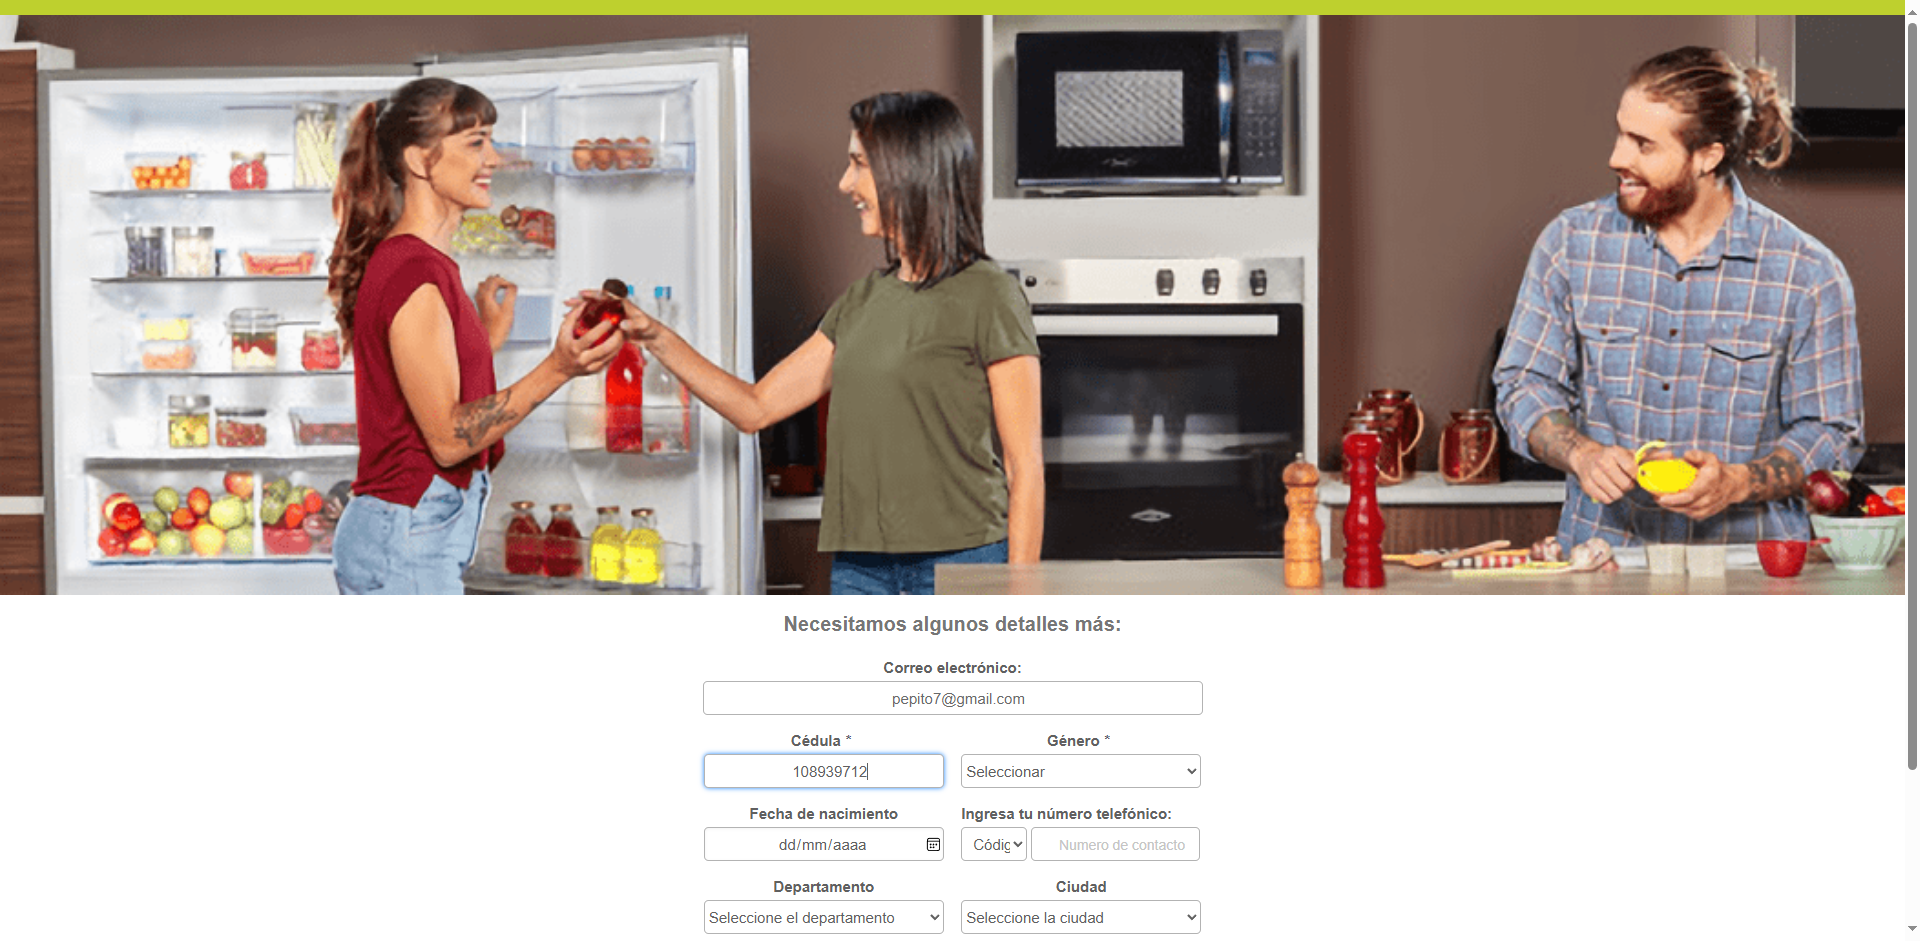 Necesitamos algunos detalles más:
Correo electrónico:
pepito7@gmail.com
Cédula * Género *
108939712 Seleccionar
Fecha de nacimiento Ingresa tu número telefónico:
dd/mm/aaaa Códig Numero de contacto
Departamento Ciudad
Seleccione el departamento Seleccione la ciudad